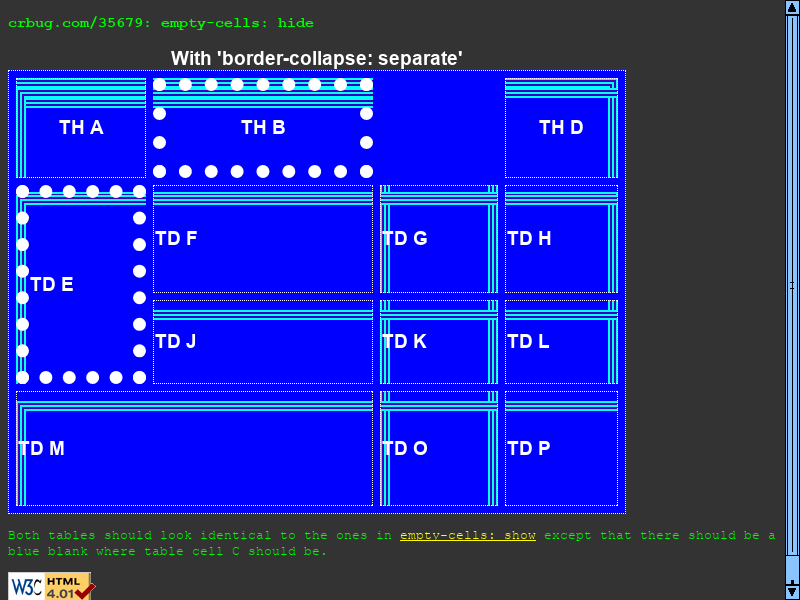 crbug.com/35679: empty-cells: hide
With 'border-collapse: separate'
TH A
TH B
TH D
TD E
TD F
TD G
TD H
TD J
TD K
TD L
TD M
TD O
TD P
Both tables should look identical to the ones in empty-cells: show except that there should be a
blue blank where table cell C should be.
W3C HTML 4.01